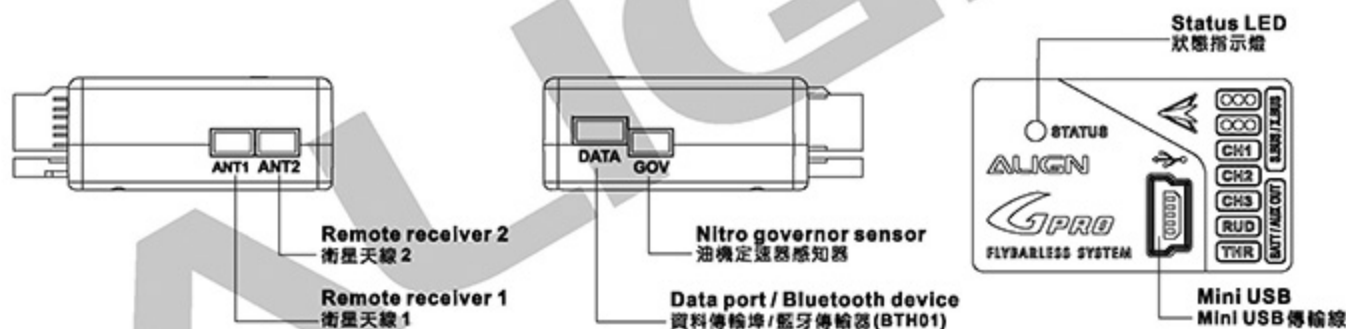 Status LED
狀態指示燈
ANT1 ANT2
DATA
GOV
STATUS
ALIGN
GPRO
FLYBARLESS SYSTEM
CH1
CH2
CH3
RUD
THR
S.BUS / X.BUS
BATT / AUX OUT
Remote receiver 2
衛星天線 2
Remote receiver 1
衛星天線 1
Nitro governor sensor
油機定速器感知器
Data port / Bluetooth device
資料傳輸埠/藍牙傳輸器(BTH01)
Mini USB
Mini USB 傳輸線
ALIGN